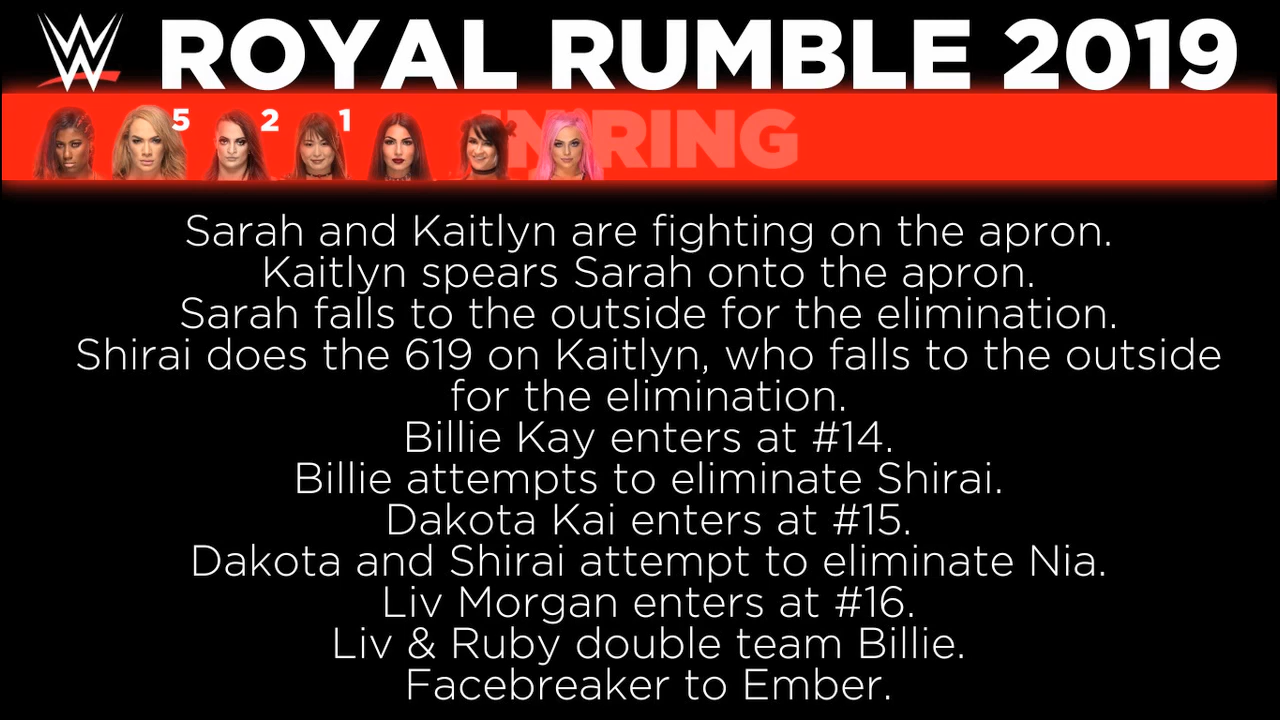 W ROYAL RUMBLE 2019
5 2 1 IN RING
Sarah and Kaitlyn are fighting on the apron.
Kaitlyn spears Sarah onto the apron.
Sarah falls to the outside for the elimination.
Shirai does the 619 on Kaitlyn, who falls to the outside
for the elimination.
Billie Kay enters at #14.
Billie attempts to eliminate Shirai.
Dakota Kai enters at #15.
Dakota and Shirai attempt to eliminate Nia.
Liv Morgan enters at #16.
Liv & Ruby double team Billie.
Facebreaker to Ember.